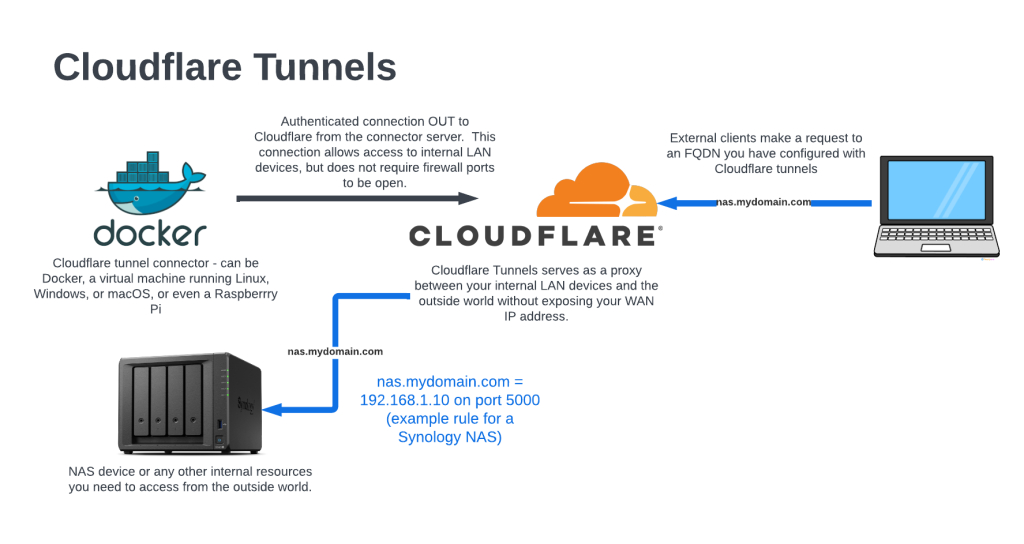 Cloudflare Tunnels
Authenticated connection OUT to
Cloudflare from the connector server.  This
connection allows access to internal LAN
devices, but does not require firewall ports
to be open.
External clients make a request to
an FQDN you have configured with
Cloudflare tunnels
nas.mydomain.com
docker
CLOUDFLARE®
Cloudflare tunnel connector - can be
Docker, a virtual machine running Linux,
Windows, or macOS, or even a Raspberrry
Pi
Cloudflare Tunnels serves as a proxy
between your internal LAN devices and the
outside world without exposing your WAN
IP address.
nas.mydomain.com
nas.mydomain.com =
192.168.1.10 on port 5000
(example rule for a
Synology NAS)
Synology
NAS device or any other internal resources
you need to access from the outside world.